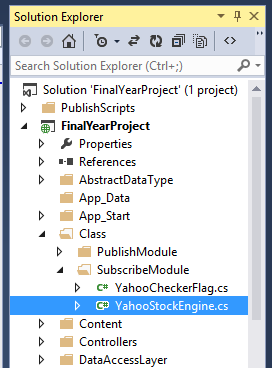 Solution Explorer
Search Solution Explorer (Ctrl+;)
Solution 'FinalYearProject' (1 project)
PublishScripts
FinalYearProject
Properties
References
AbstractDataType
App_Data
App_Start
Class
PublishModule
SubscribeModule
C# YahooCheckerFlag.cs
C# YahooStockEngine.cs
Content
Controllers
DataAccessLayer